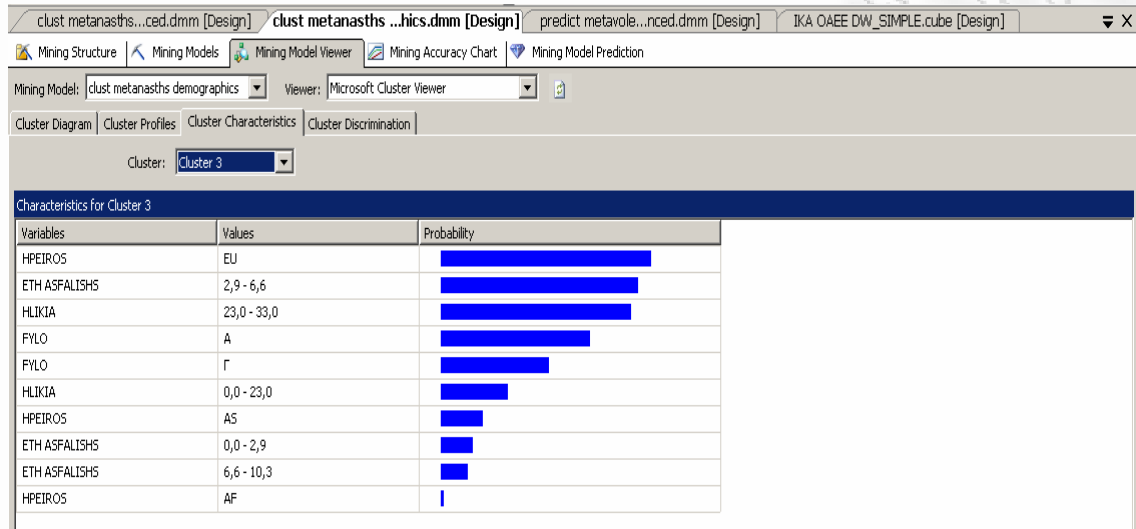 clust metanasths...ced.dmm [Design] clust metanasths ...hics.dmm [Design] predict metavole...nced.dmm [Design] IKA OAEE DW_SIMPLE.cube [Design]
Mining Structure Mining Models Mining Model Viewer Mining Accuracy Chart Mining Model Prediction
Mining Model: clust metanasths demographics Viewer: Microsoft Cluster Viewer
Cluster Diagram Cluster Profiles Cluster Characteristics Cluster Discrimination
Cluster: Cluster 3
Characteristics for Cluster 3
Variables Values Probability
HPEIROS EU
ETH ASFALISHS 2,9 - 6,6
HLIKIA 23,0 - 33,0
FYLO Α
FYLO Γ
HLIKIA 0,0 - 23,0
HPEIROS AS
ETH ASFALISHS 0,0 - 2,9
ETH ASFALISHS 6,6 - 10,3
HPEIROS AF